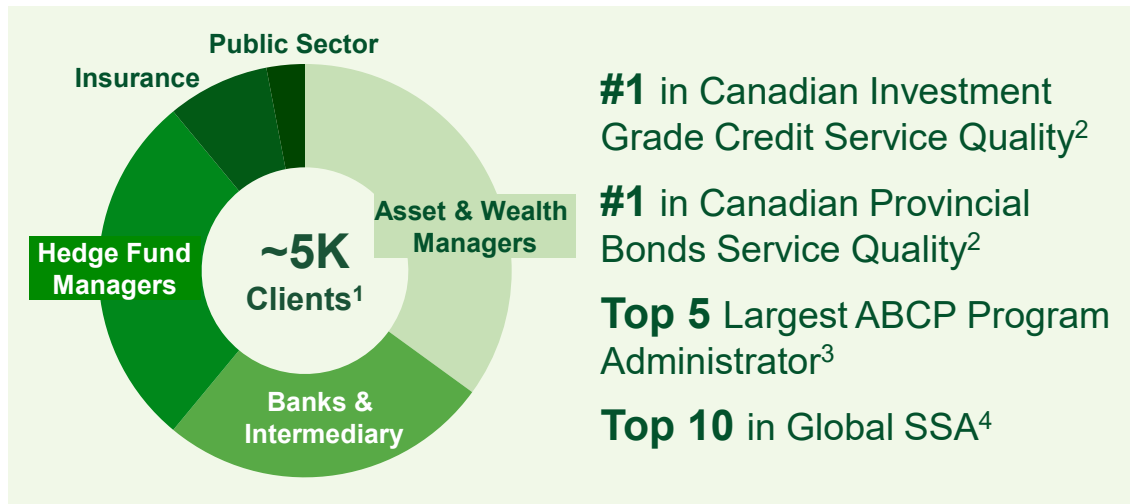 Public Sector
Insurance
Asset & Wealth
Managers
Hedge Fund
Managers
~5K
Clients¹
Banks &
Intermediary
#1 in Canadian Investment
Grade Credit Service Quality²
#1 in Canadian Provincial
Bonds Service Quality²
Top 5 Largest ABCP Program
Administrator³
Top 10 in Global SSA⁴